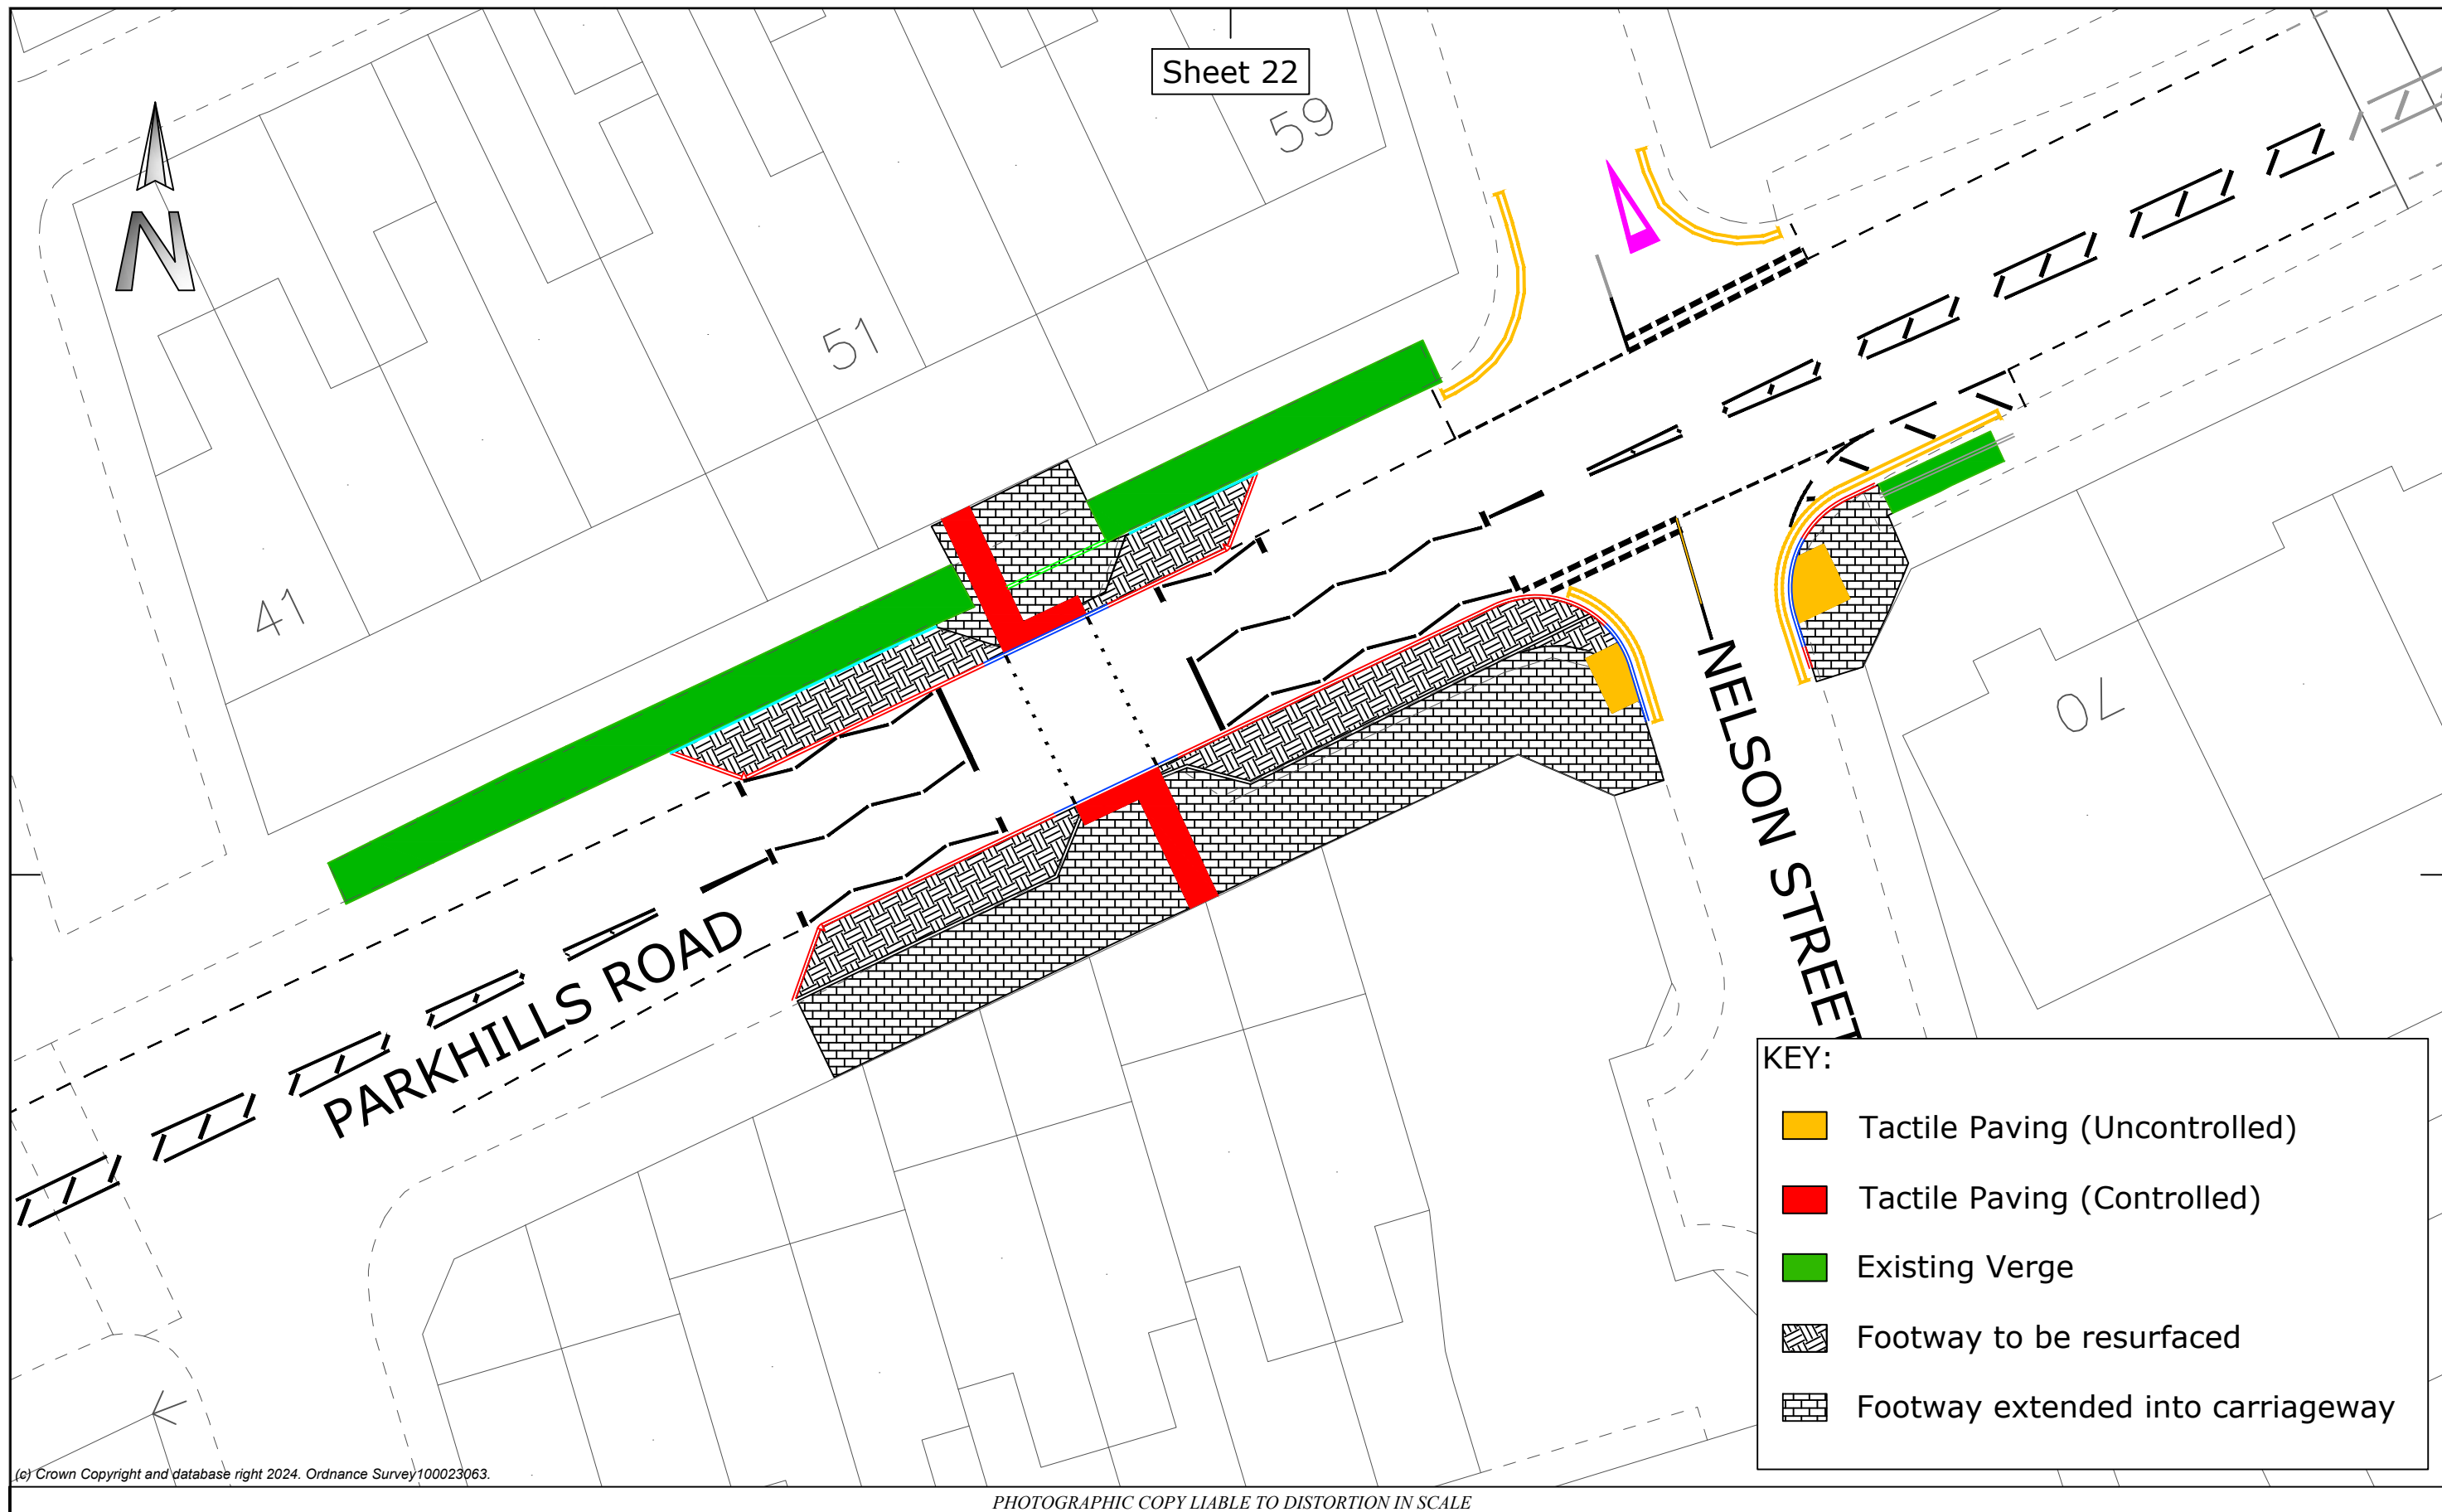 Sheet 22
59
N
51
41
70
NELSON STREET
PARKHILLS ROAD
KEY:
Tactile Paving (Uncontrolled)
Tactile Paving (Controlled)
Existing Verge
Footway to be resurfaced
Footway extended into carriageway
(c) Crown Copyright and database right 2024. Ordnance Survey100023063.
PHOTOGRAPHIC COPY LIABLE TO DISTORTION IN SCALE